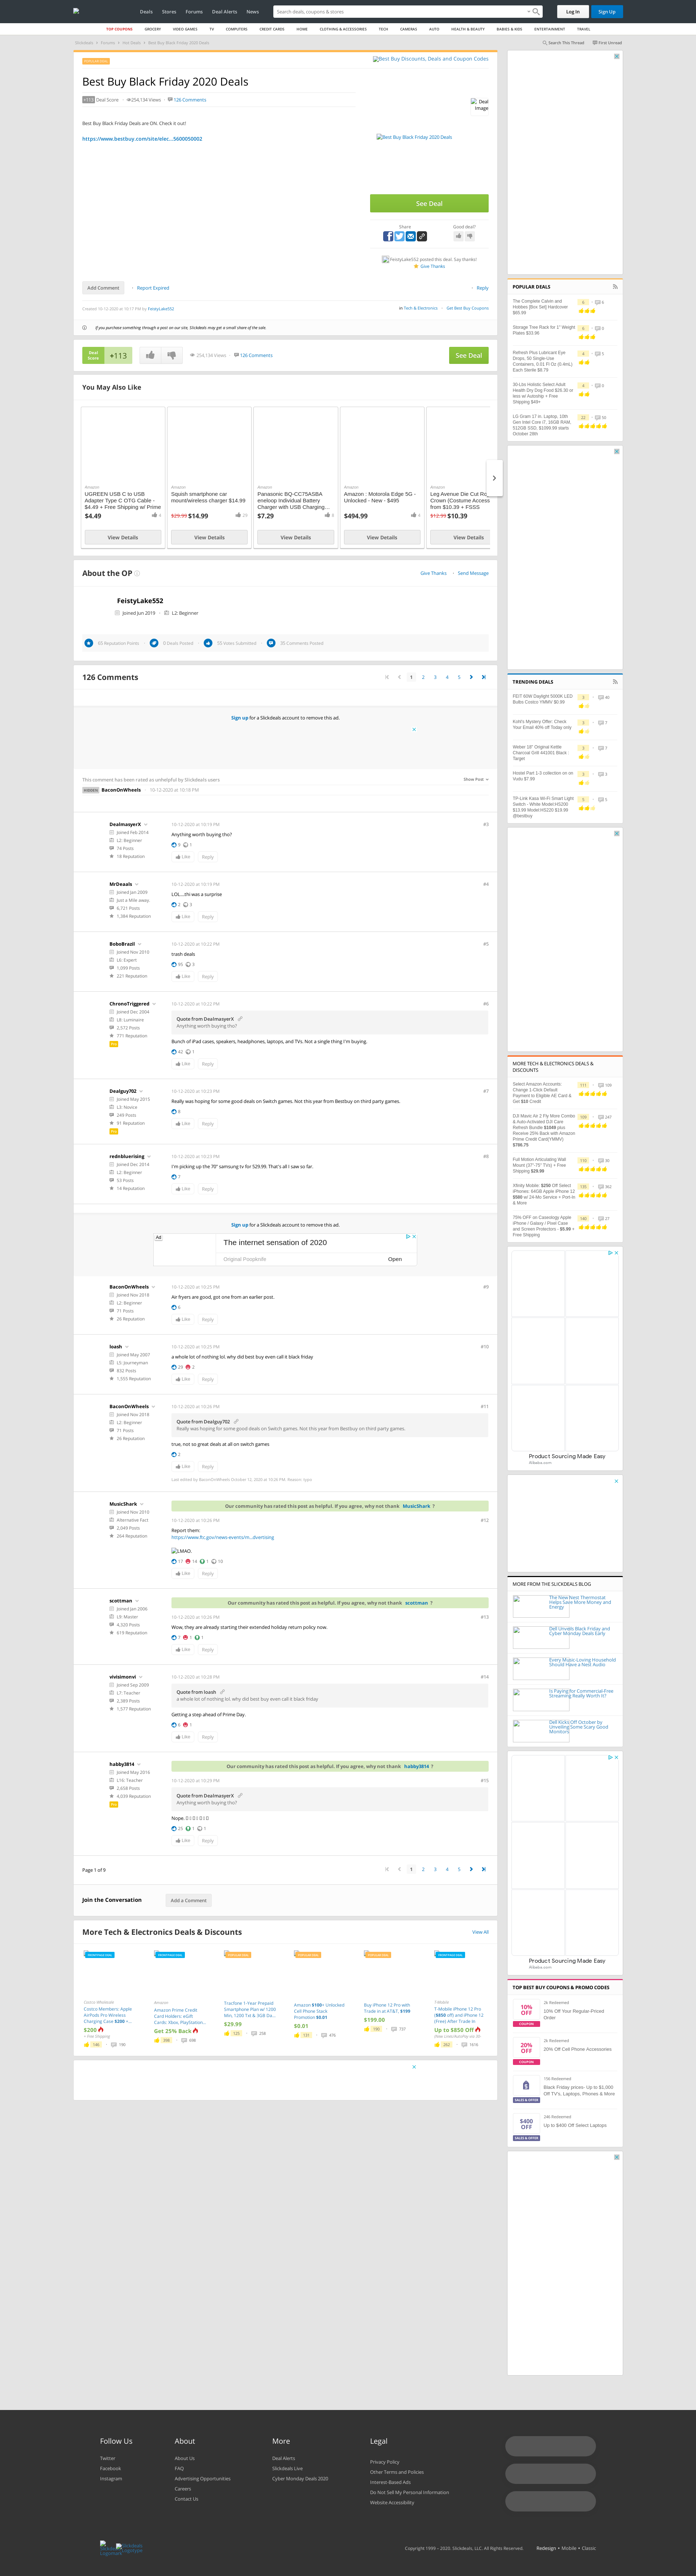 Deals Stores Forums Deal Alerts News
Search deals, coupons & stores
Log In Sign Up
TOP COUPONS GROCERY VIDEO GAMES TV COMPUTERS CREDIT CARDS HOME CLOTHING & ACCESSORIES TECH CAMERAS AUTO HEALTH & BEAUTY BABIES & KIDS ENTERTAINMENT TRAVEL
Slickdeals > Forums > Hot Deals > Best Buy Black Friday 2020 Deals
Search This Thread First Unread
Best Buy Black Friday 2020 Deals
+113 Deal Score 254,134 Views 126 Comments
Best Buy Black Friday Deals are ON. Check it out!
https://www.bestbuy.com/site/elec...5600050002
Best Buy Discounts, Deals and Coupon Codes
Deal Image
Best Buy Black Friday 2020 Deals
See Deal
Share Good deal?
FeistyLake552 posted this deal. Say thanks!
Give Thanks
Add Comment Report Expired Reply
Created 10-12-2020 at 10:17 PM by FeistyLake552
in Tech & Electronics Get Best Buy Coupons
If you purchase something through a post on our site, Slickdeals may get a small share of the sale.
Deal Score +113 254,134 Views 126 Comments See Deal
You May Also Like
Amazon
UGREEN USB C to USB Adapter Type C OTG Cable - $4.49 + Free Shipping w/ Prime
$4.49
View Details
Amazon
Squish smartphone car mount/wireless charger $14.99
$29.99 $14.99
View Details
Amazon
Panasonic BQ-CC75ASBA eneloop Individual Battery Charger with USB Charging...
$7.29
View Details
Amazon
Amazon : Motorola Edge 5G - Unlocked - New - $495
$494.99
View Details
Amazon
Leg Avenue Die Cut Ro
Crown (Costume Access
from $10.39 + FSSS
$12.99 $10.39
View Details
About the OP
Give Thanks Send Message
FeistyLake552
Joined Jun 2019 L2: Beginner
65 Reputation Points 0 Deals Posted 55 Votes Submitted 35 Comments Posted
126 Comments
1 2 3 4 5
Sign up for a Slickdeals account to remove this ad.
This comment has been rated as unhelpful by Slickdeals users
Show Post
HIDDEN BaconOnWheels 10-12-2020 at 10:18 PM
DealmasyerX
Joined Feb 2014
L2: Beginner
74 Posts
18 Reputation
10-12-2020 at 10:19 PM #3
Anything worth buying tho?
9 1
Like Reply
MrDeaals
Joined Jan 2009
Just a Mile away.
6,721 Posts
1,384 Reputation
10-12-2020 at 10:19 PM #4
LOL...thi was a surprise
2 3
Like Reply
BoboBrazil
Joined Nov 2019
L6: Expert
1,099 Posts
221 Reputation
10-12-2020 at 10:22 PM #5
trash deals
95 3
Like Reply
ChronoTriggered
Joined Dec 2004
L8: Luminaire
2,572 Posts
771 Reputation
Pro
10-12-2020 at 10:22 PM #6
Quote from DealmasyerX
Anything worth buying tho?
Bunch of iPad cases, speakers, headphones, laptops, and TVs. Not a single thing I'm buying.
42 1
Like Reply
Dealguy702
Joined May 2015
L3: Novice
249 Posts
91 Reputation
Pro
10-12-2020 at 10:23 PM #7
Really was hoping for some good deals on Switch games. Not this year from Bestbuy on third party games.
8
Like Reply
rednbluerising
Joined Dec 2014
L2: Beginner
53 Posts
14 Reputation
10-12-2020 at 10:23 PM #8
I'm picking up the 70" samsung tv for 529.99. That's all I saw so far.
7
Like Reply
Sign up for a Slickdeals account to remove this ad.
Ad
The internet sensation of 2020
Original Poopknife Open
BaconOnWheels
Joined Nov 2018
L2: Beginner
71 Posts
26 Reputation
10-12-2020 at 10:25 PM #9
Air fryers are good, got one from an earlier post.
6
Like Reply
loash
Joined May 2007
L5: Journeyman
832 Posts
1,555 Reputation
10-12-2020 at 10:25 PM #10
a whole lot of nothing lol. why did best buy even call it black friday
29 2
Like Reply
BaconOnWheels
Joined Nov 2018
L2: Beginner
71 Posts
26 Reputation
10-12-2020 at 10:26 PM #11
Quote from Dealguy702
Really was hoping for some good deals on Switch games. Not this year from Bestbuy on third party games.
true, not so great deals at all on switch games
2
Like Reply
Last edited by BaconOnWheels October 12, 2020 at 10:26 PM. Reason: typo
MusicShark
Joined Nov 2010
Alternative Fact
2,049 Posts
264 Reputation
Our community has rated this post as helpful. If you agree, why not thank MusicShark ?
10-12-2020 at 10:26 PM #12
Report them:
https://www.ftc.gov/news-events/m...dvertising
LMAO.
17 14 1 10
Like Reply
scottman
Joined Jan 2006
L9: Master
4,320 Posts
619 Reputation
Our community has rated this post as helpful. If you agree, why not thank scottman ?
10-12-2020 at 10:26 PM #13
Wow, they are already starting their extended holiday return policy now.
7 1 1
Like Reply
vivisimonvi
Joined Sep 2009
L7: Teacher
2,389 Posts
1,577 Reputation
10-12-2020 at 10:28 PM #14
Quote from loash
a whole lot of nothing lol. why did best buy even call it black friday
Getting a step ahead of Prime Day.
6 1
Like Reply
habby3814
Joined May 2016
L10: Teacher
2,658 Posts
4,039 Reputation
Pro
Our community has rated this post as helpful. If you agree, why not thank habby3814 ?
10-12-2020 at 10:29 PM #15
Quote from DealmasyerX
Anything worth buying tho?
25 1 1
Like Reply
Page 1 of 9
1 2 3 4 5
Join the Conversation Add a Comment
More Tech & Electronics Deals & Discounts
View All
Costco Wholesale
Costco Members: Apple AirPods Pro Wireless Charging Case $200 +...
$200
+ Free Shipping
Amazon
Amazon Prime Credit Card Holders: eGift Cards: Xbox, PlayStation...
Get 25% Back
Tracfone 1-Year Prepaid Smartphone Plan w/ 1200 Min, 1200 Txt & 3GB Da...
$29.99
Amazon $100+ Unlocked Cell Phone Stack Promotion $0.01
$0.01
Buy iPhone 12 Pro with Trade in at AT&T, $199
$199.00
T-Mobile
T-Mobile iPhone 12 Pro ($850 off) and iPhone 12 (Free) After Trade In
Up to $850 Off
POPULAR DEALS
The Complete Calvin and Hobbes [Box Set] Hardcover $65.99
Storage Tree Rack for 1" Weight Plates $33.96
Refresh Plus Lubricant Eye Drops, 50 Single-Use Containers, 0.01 Fl Oz (0.4mL) Each Sterile $8.79
30-Lbs Holistic Select Adult Health Dry Dog Food $26.30 or less w/ Autoship + Free Shipping $49+
LG Gram 17 in. Laptop, 10th Gen Intel Core i7, 16GB RAM, 512GB SSD. $1099.99 starts October 28th
TRENDING DEALS
FEIT 60W Daylight 5000K LED Bulbs Costco YMMV $0.99
Kohl's Mystery Offer: Check Your Email 40% off Today only
Weber 18" Original Kettle Charcoal Grill 441001 Black : Target
Hostel Part 1-3 collection on on Vudu $7.99
TP-Link Kasa Wi-Fi Smart Light Switch - White Model:HS200 $13.99 Model:HS220 $19.99 @bestbuy
MORE TECH & ELECTRONICS DEALS & DISCOUNTS
Select Amazon Accounts: Change 1-Click Default Payment to Eligible AE Card & Get $10 Credit
DJI Mavic Air 2 Fly More Combo & Auto-Activated DJI Care Refresh Bundle $1049 plus Receive 25% Back with Amazon Prime Credit Card(YMMV) $786.75
Full Motion Articulating Wall Mount (37"-75" TVs) + Free Shipping $29.99
Xfinity Mobile: $250 Off Select iPhones: 64GB Apple iPhone 12 $580 w/ 24-Mo Service + Port-In & More
75% OFF on Caseology Apple iPhone / Galaxy / Pixel Case and Screen Protectors - $5.99 + Free Shipping
Product Sourcing Made Easy
Alibaba.com
MORE FROM THE SLICKDEALS BLOG
The New Nest Thermostat Helps Save More Money and Energy
Dell Unveils Black Friday and Cyber Monday Deals Early
Every Music-Loving Household Should Have a Nest Audio
Is Paying for Commercial-Free Streaming Really Worth It?
Dell Kicks Off October by Unveiling Some Scary Good Monitors
Product Sourcing Made Easy
Alibaba.com
TOP BEST BUY COUPONS & PROMO CODES
10% OFF COUPON
2k Redeemed
10% Off Your Regular-Priced Order
20% OFF COUPON
2k Redeemed
20% Off Cell Phone Accessories
SALES & OFFER
15k Redeemed
Black Friday prices- Up to $1,000 Off TV's, Laptops, Phones & More
$400 OFF SALES & OFFER
24k Redeemed
Up to $400 Off Select Laptops
Follow Us
Twitter
Facebook
Instagram
About
About Us
FAQ
Advertising Opportunities
Careers
Contact Us
More
Deal Alerts
Slickdeals Live
Cyber Monday Deals 2020
Legal
Privacy Policy
Other Terms and Policies
Interest-Based Ads
Do Not Sell My Personal Information
Website Accessibility
Copyright 1999 - 2020. Slickdeals, LLC. All Rights Reserved. Redesign • Mobile • Classic